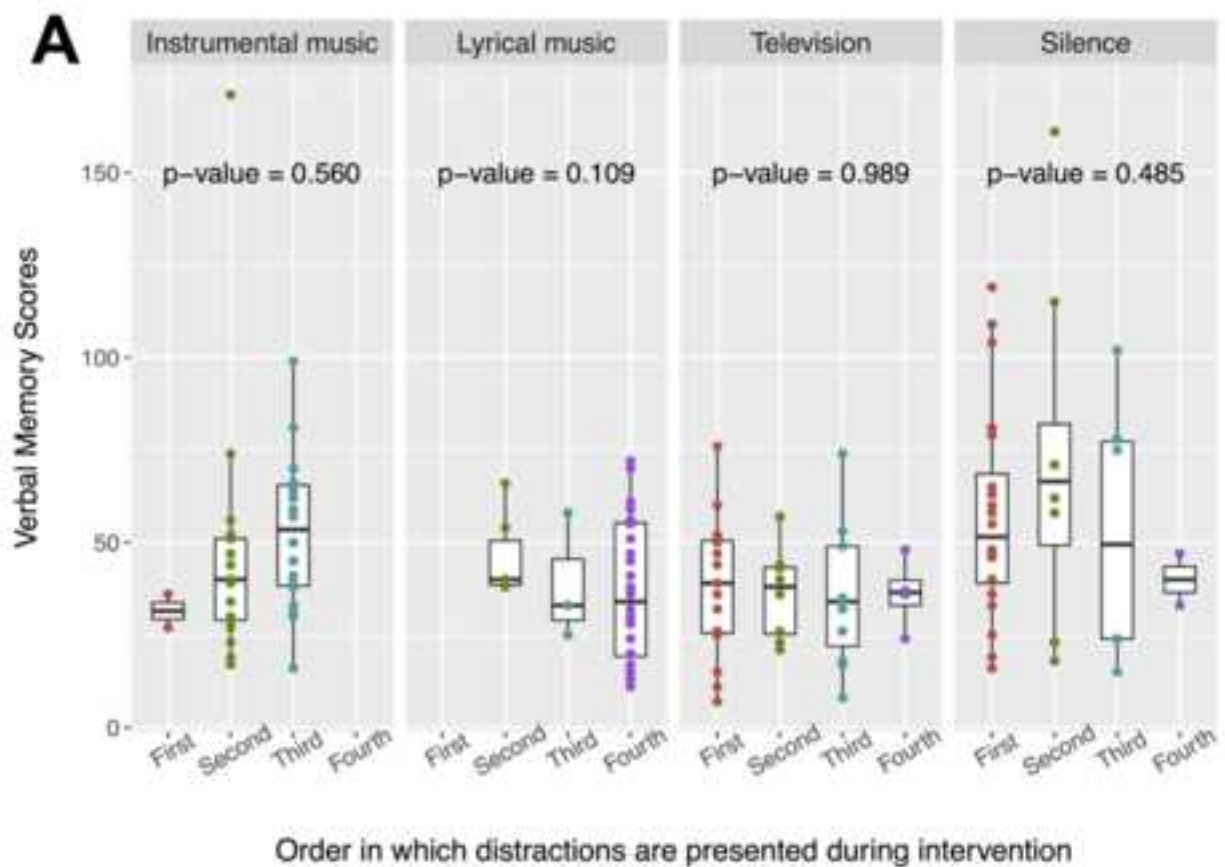 A
Instrumental music Lyrical music Television Silence
p-value = 0.560 p-value = 0.109 p-value = 0.989 p-value = 0.485
Verbal Memory Scores
150
100
50
0
First Second Third Fourth First Second Third Fourth First Second Third Fourth First Second Third Fourth
Order in which distractions are presented during intervention